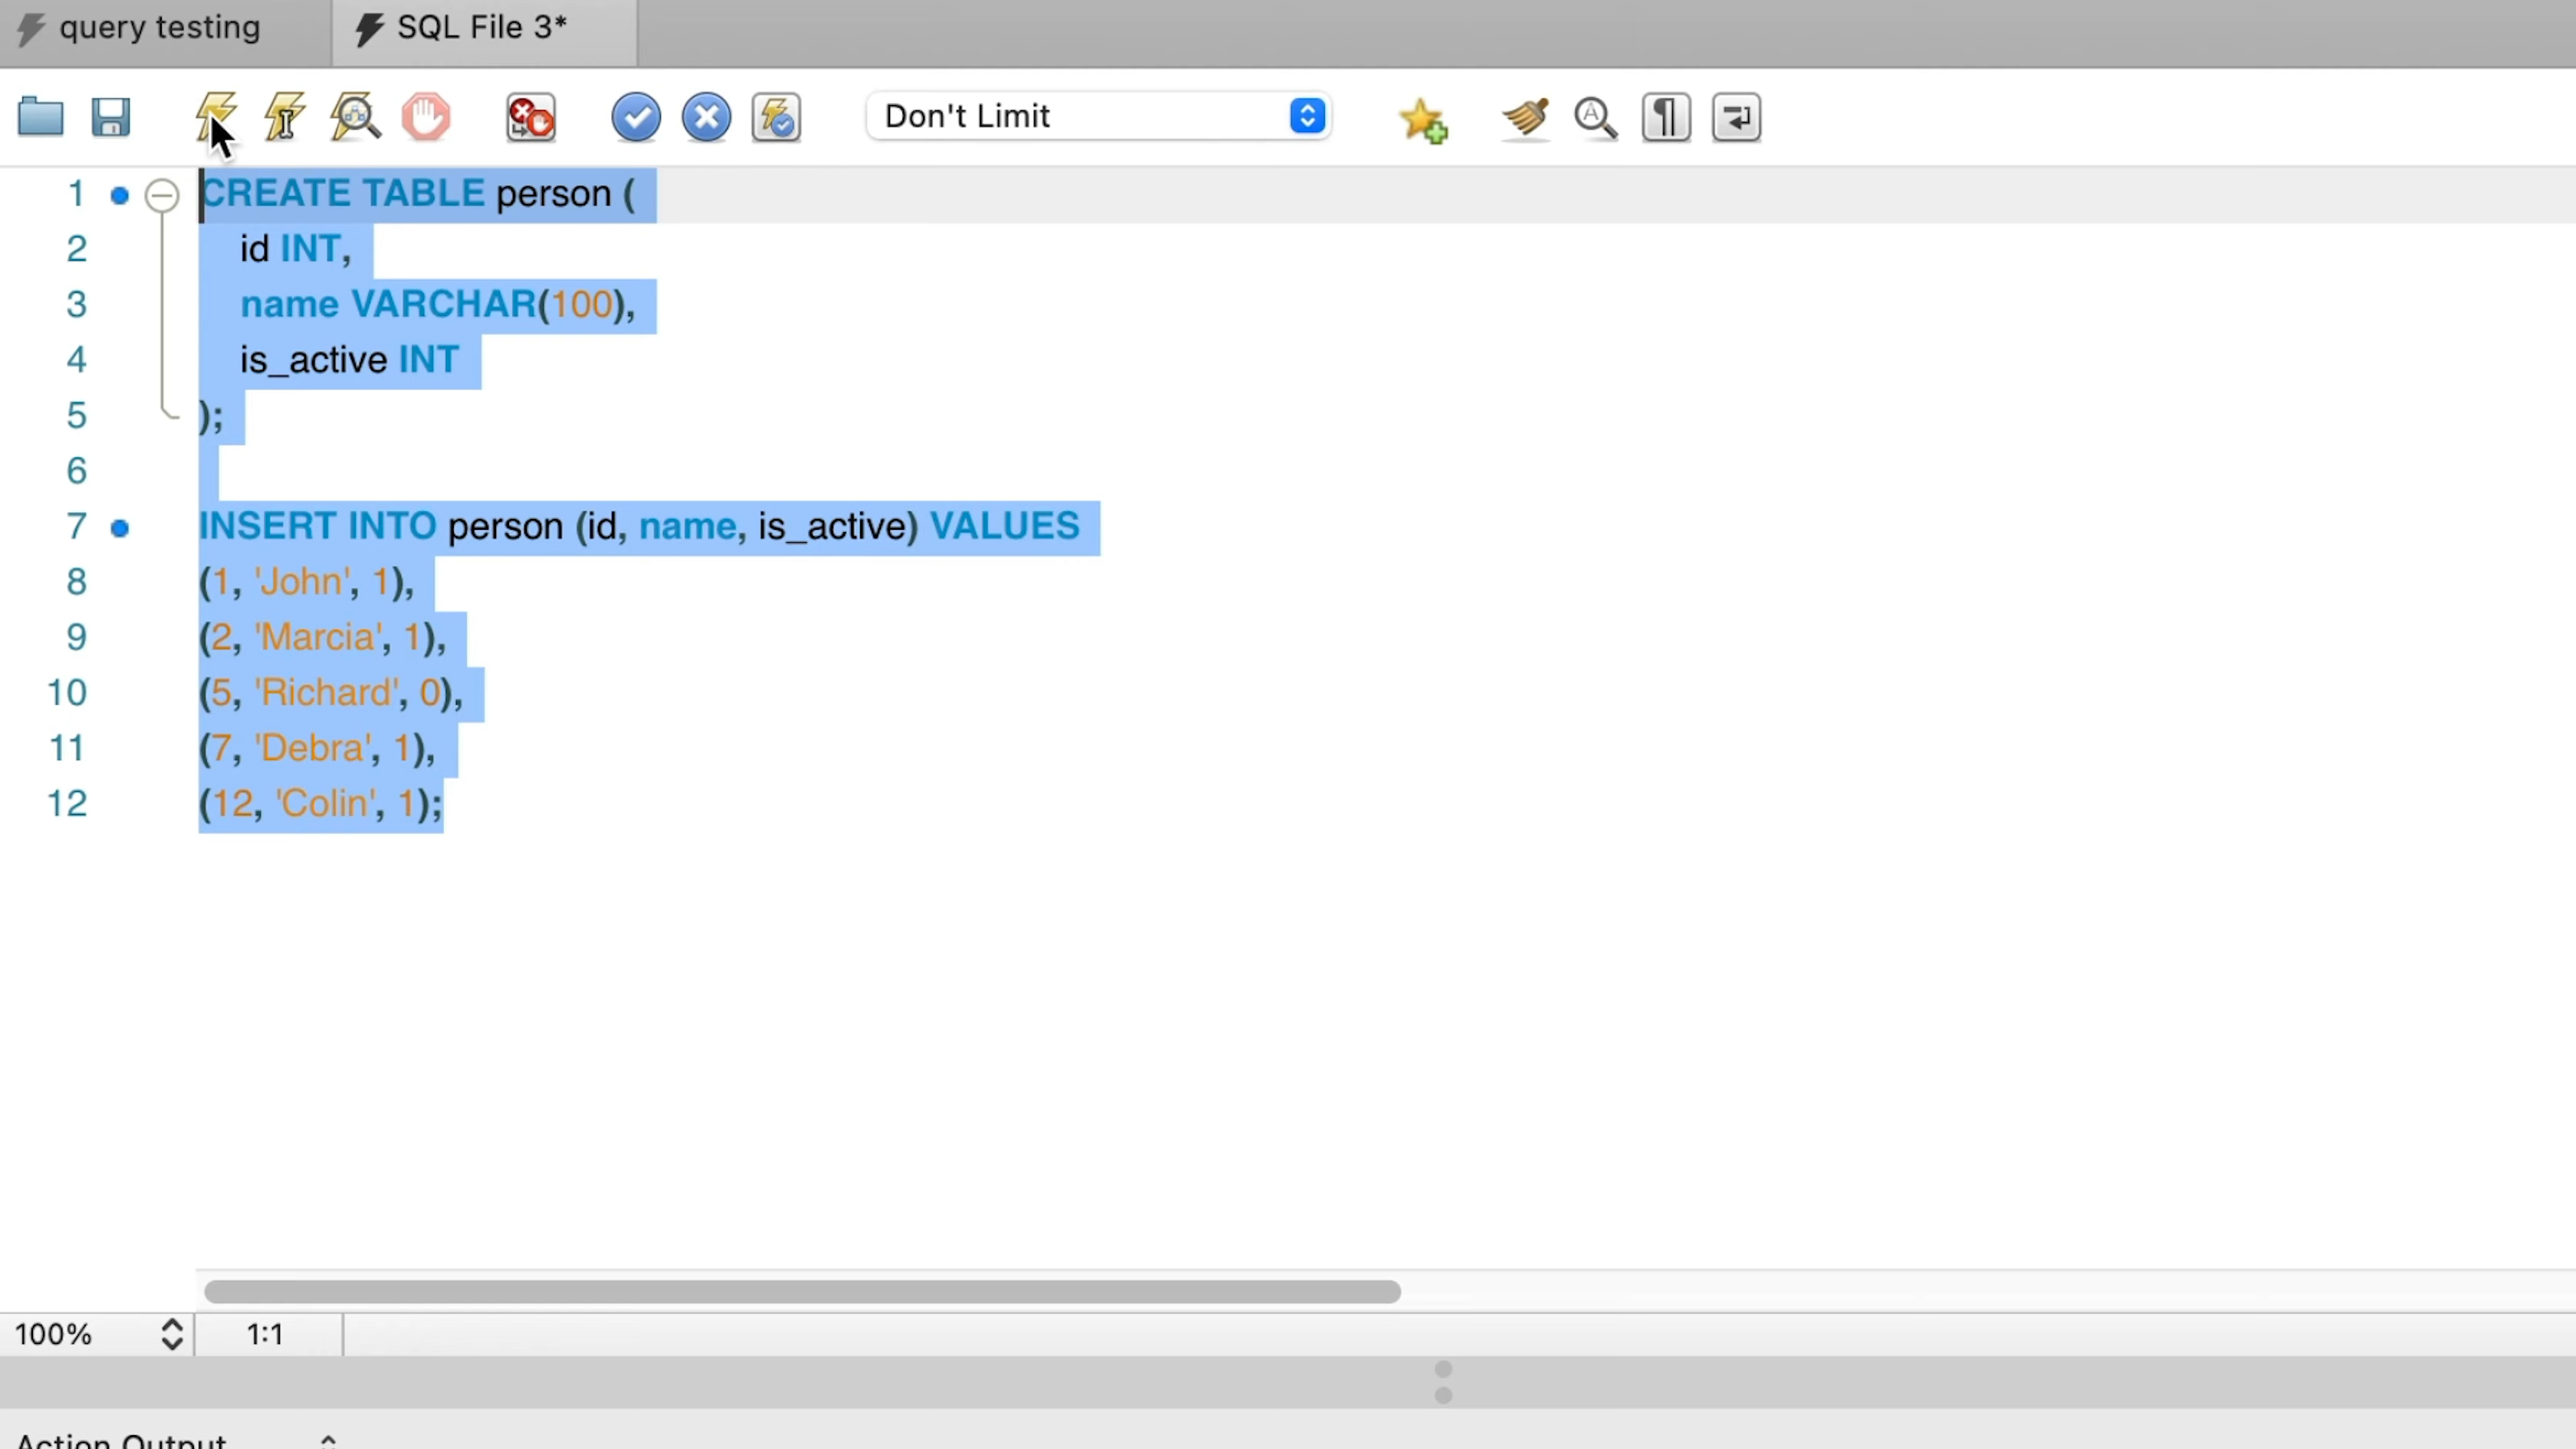 query testing
SQL File 3*
Don't Limit
1 CREATE TABLE person (
2 id INT,
3 name VARCHAR(100),
4 is_active INT
5 );
6
7 INSERT INTO person (id, name, is_active) VALUES
8 (1, 'John', 1),
9 (2, 'Marcia', 1),
10 (5, 'Richard', 0),
11 (7, 'Debra', 1),
12 (12, 'Colin', 1);
100%
1:1
Action Output